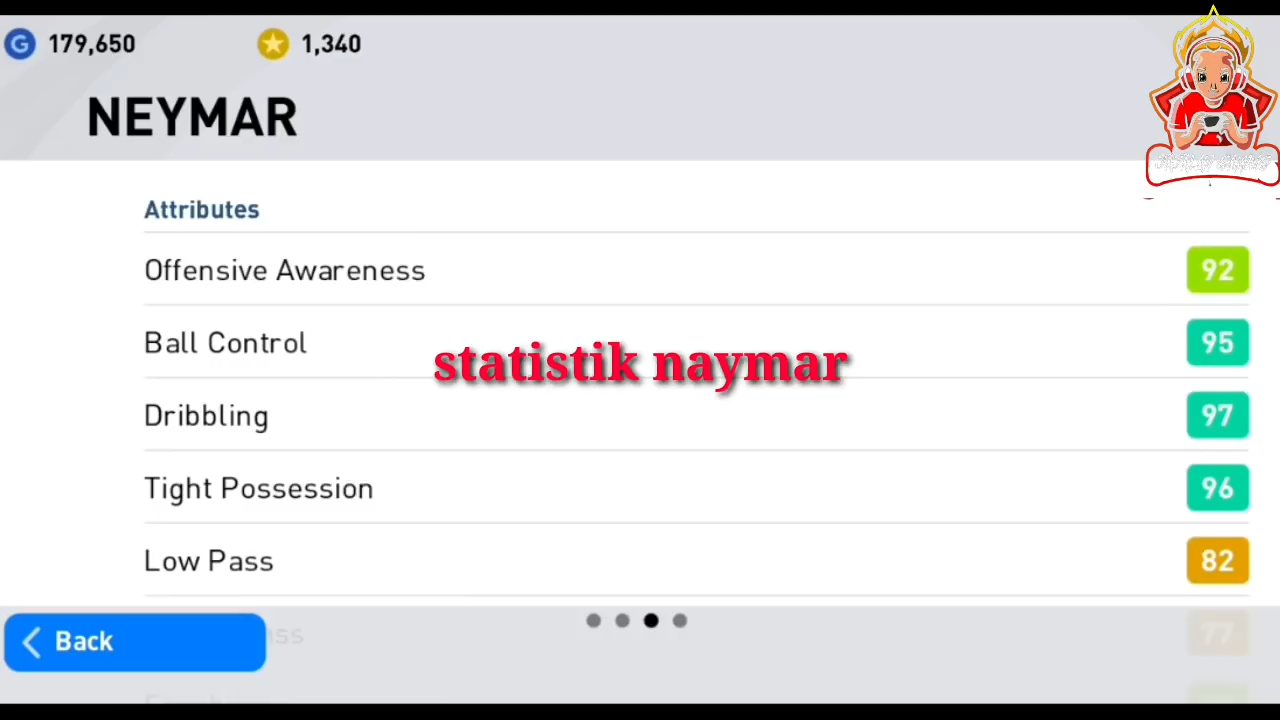 G 179,650 1,340
NEYMAR
Attributes
Offensive Awareness 92
Ball Control 95
statistik naymar
Dribbling 97
Tight Possession 96
Low Pass 82
77
Back